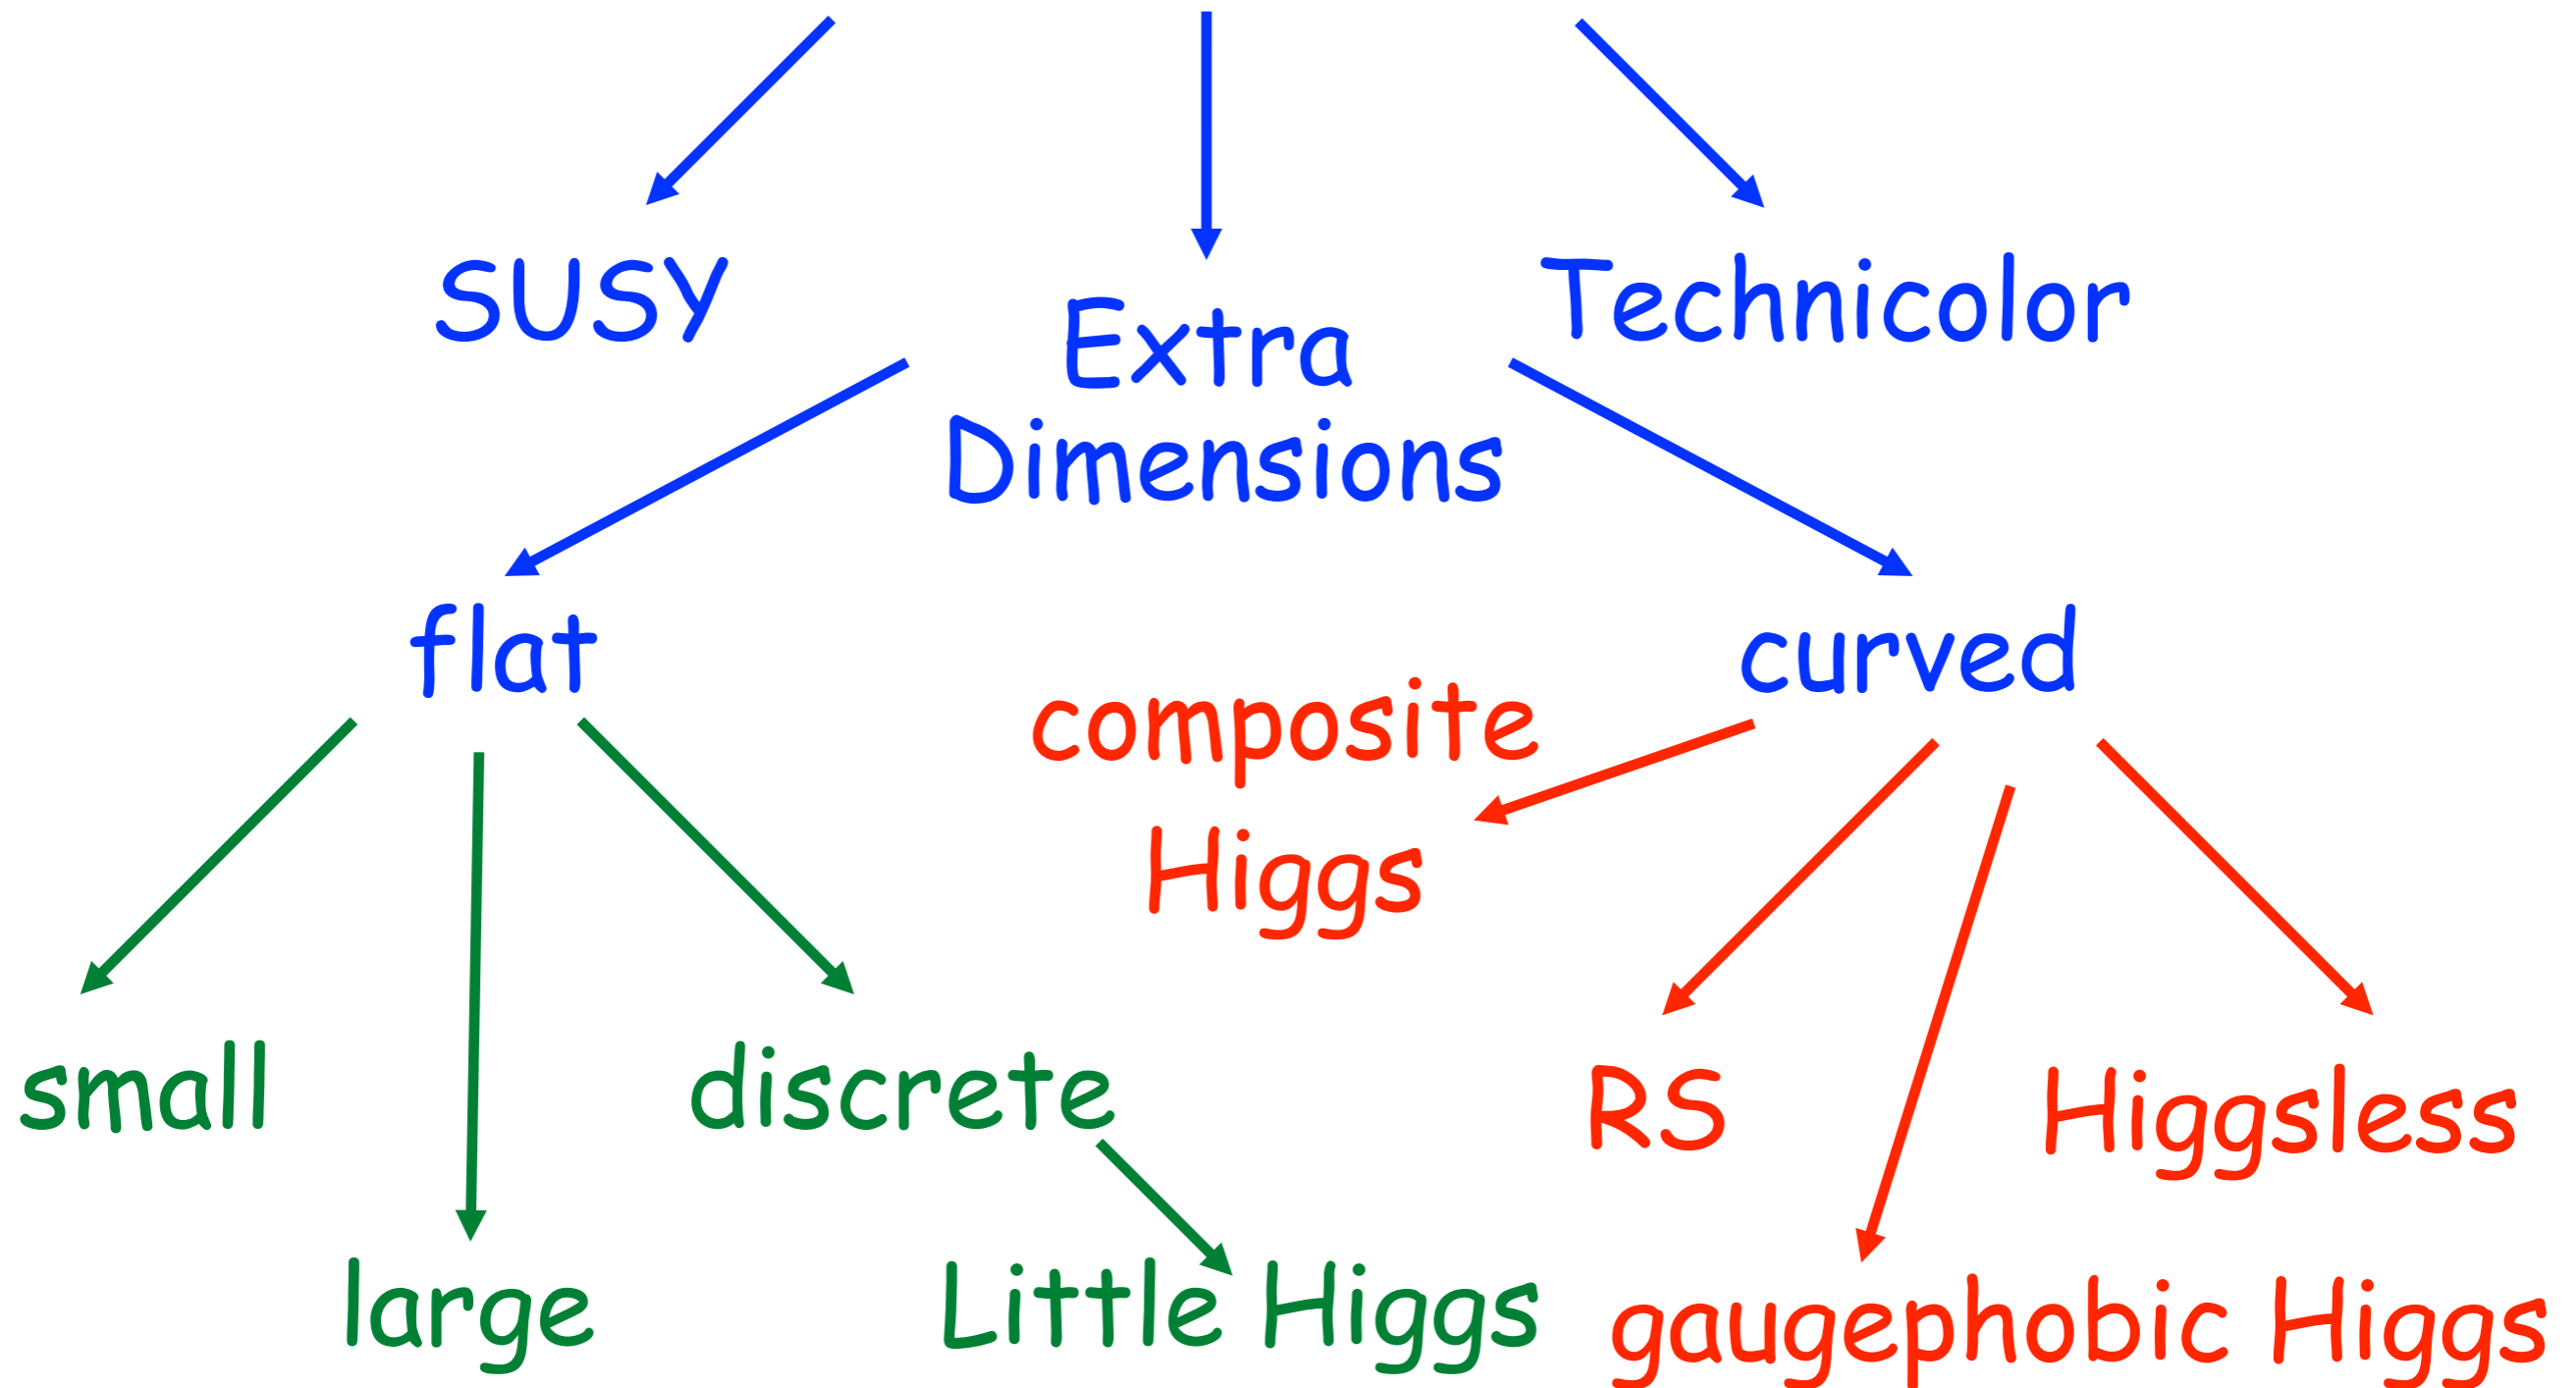 SUSY
Technicolor
Extra
Dimensions
flat
curved
composite
Higgs
small
discrete
RS
Higgsless
large
Little Higgs
gaugephobic Higgs